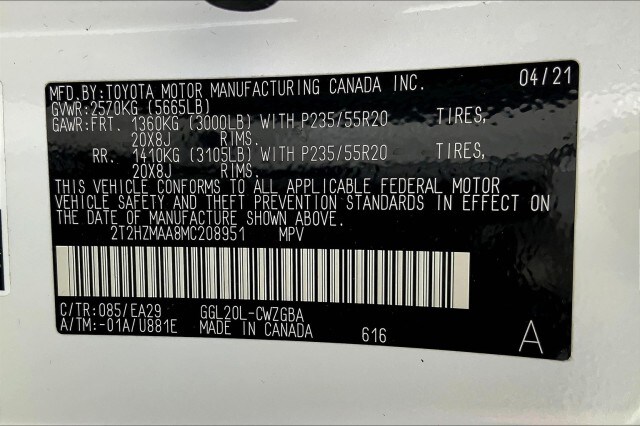 MFD. BY: TOYOTA MOTOR MANUFACTURING CANADA INC. 04/21
GVWR: 2570KG (5665LB)
GAWR: FRT. 1360KG (3000LB) WITH P235/55R20 TIRES,
20X8J RIMS.
RR. 1410KG (3105LB) WITH P235/55R20 TIRES,
20X8J RIMS.
THIS VEHICLE CONFORMS TO ALL APPLICABLE FEDERAL MOTOR
VEHICLE SAFETY AND THEFT PREVENTION STANDARDS IN EFFECT ON
THE DATE OF MANUFACTURE SHOWN ABOVE.
2T2HZMAA8MC208951 MPV
C/TR: 085/EA29 GGL20L-CWZGBA
A/TM: -01A/U881E MADE IN CANADA 616 A